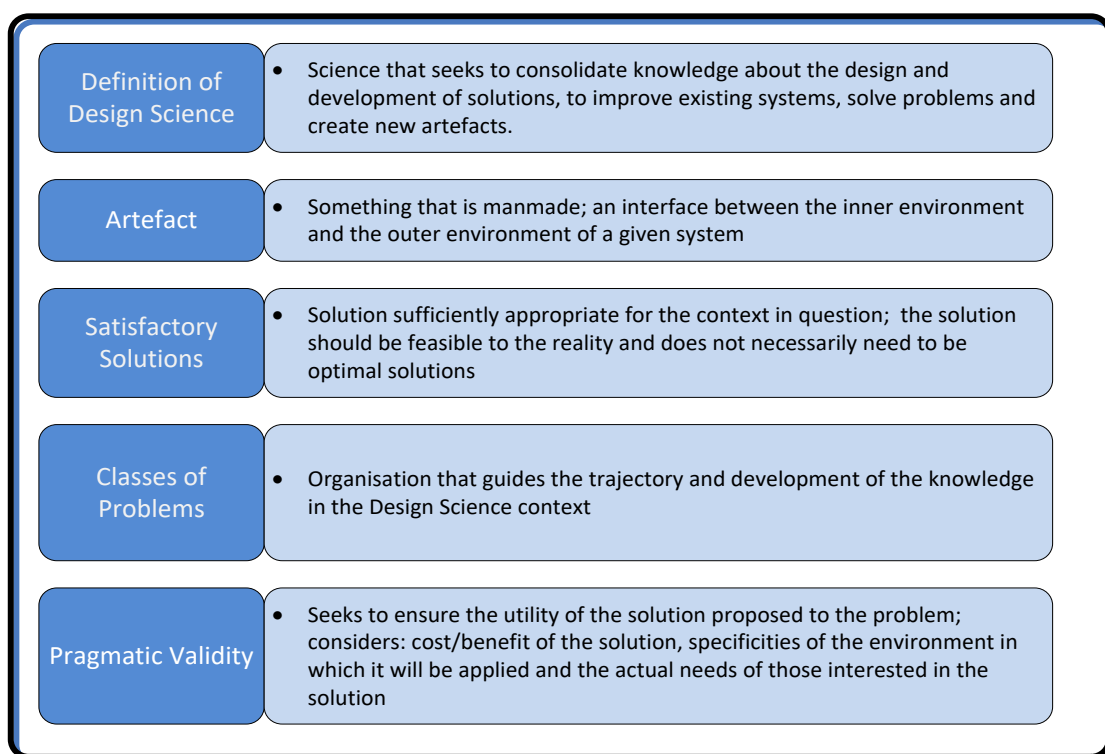 Definition of
Design Science
• Science that seeks to consolidate knowledge about the design and
development of solutions, to improve existing systems, solve problems and
create new artefacts.
Artefact
• Something that is manmade; an interface between the inner environment
and the outer environment of a given system
Satisfactory
Solutions
• Solution sufficiently appropriate for the context in question;  the solution
should be feasible to the reality and does not necessarily need to be
optimal solutions
Classes of
Problems
• Organisation that guides the trajectory and development of the knowledge
in the Design Science context
Pragmatic Validity
• Seeks to ensure the utility of the solution proposed to the problem;
considers: cost/benefit of the solution, specificities of the environment in
which it will be applied and the actual needs of those interested in the
solution